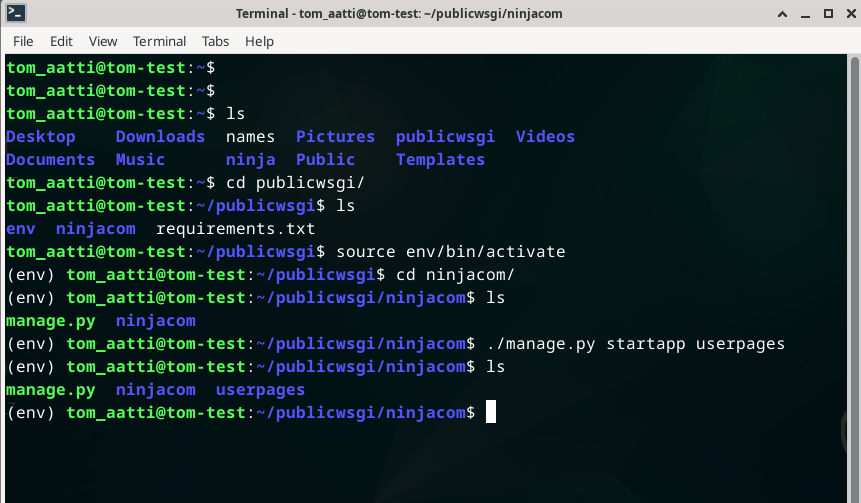 Terminal - tom_aatti@tom-test: ~/publicwsgi/ninjacom
File Edit View Terminal Tabs Help
tom_aatti@tom-test:~$
tom_aatti@tom-test:~$
tom_aatti@tom-test:~$ ls
Desktop Downloads names Pictures publicwsgi Videos
Documents Music ninja Public Templates
tom_aatti@tom-test:~$ cd publicwsgi/
tom_aatti@tom-test:~/publicwsgi$ ls
env ninjacom requirements.txt
tom_aatti@tom-test:~/publicwsgi$ source env/bin/activate
(env) tom_aatti@tom-test:~/publicwsgi$ cd ninjacom/
(env) tom_aatti@tom-test:~/publicwsgi/ninjacom$ ls
manage.py ninjacom
(env) tom_aatti@tom-test:~/publicwsgi/ninjacom$ ./manage.py startapp userpages
(env) tom_aatti@tom-test:~/publicwsgi/ninjacom$ ls
manage.py ninjacom userpages
(env) tom_aatti@tom-test:~/publicwsgi/ninjacom$